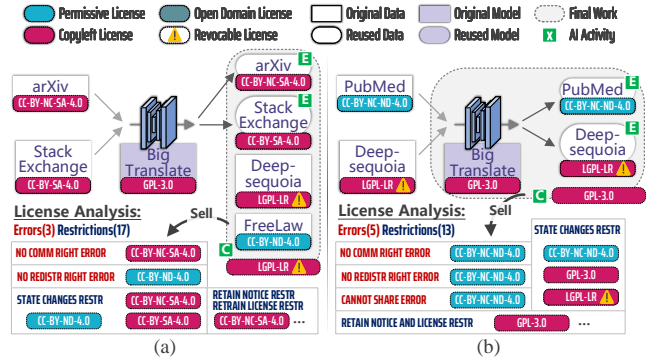 Permissive License
Open Domain License
Original Data
Original Model
Final Work
Copyleft License
Revocable License
Reused Data
Reused Model
X AI Activity
arXiv
CC-BY-NC-SA-4.0
Stack
Exchange
CC-BY-SA-4.0
Big
Translate
GPL-3.0
E
arXiv
CC-BY-NC-SA-4.0
E
Stack
Exchange
CC-BY-SA-4.0
Deep-
sequoia
LGPL-LR
FreeLaw
CC-BY-ND-4.0
C
LGPL-LR
Sell
License Analysis:
Errors(3) Restrictions(17)
NO COMM RIGHT ERROR
CC-BY-NC-SA-4.0
NO REDISTR RIGHT ERROR
CC-BY-ND-4.0
STATE CHANGES RESTR
CC-BY-NC-SA-4.0
CC-BY-ND-4.0
CC-BY-SA-4.0
RETAIN NOTICE RESTR
RETRAIN LICENSE RESTR
CC-BY-NC-SA-4.0 ...
(a)
PubMed
CC-BY-NC-ND-4.0
Deep-
sequoia
LGPL-LR
Big
Translate
GPL-3.0
E
PubMed
CC-BY-NC-ND-4.0
E
Deep-
sequoia
LGPL-LR
C
GPL-3.0
Sell
License Analysis:
Errors(5) Restrictions(13)
NO COMM RIGHT ERROR
CC-BY-NC-ND-4.0
NO REDISTR RIGHT ERROR
CC-BY-NC-ND-4.0
CANNOT SHARE ERROR
CC-BY-NC-ND-4.0
STATE CHANGES RESTR
CC-BY-NC-ND-4.0
GPL-3.0
LGPL-LR
RETAIN NOTICE AND LICENSE RESTR
GPL-3.0 ...
(b)